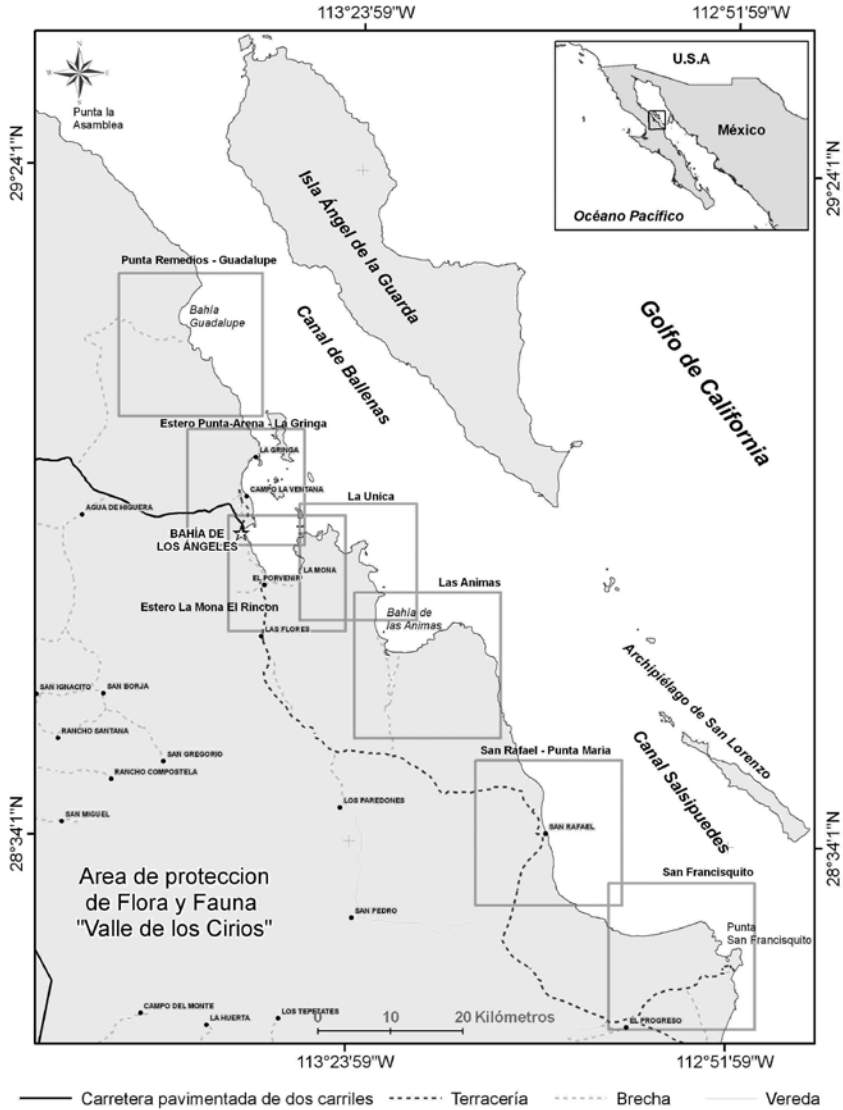 113°23'59"W
112°51'59"W
U.S.A
México
Océano Pacífico
Punta la
Asamblea
29°24'1"N
29°24'1"N
Isla Ángel de la Guarda
Punta Remedios - Guadalupe
Bahía
Guadalupe
Canal de Ballenas
Golfo de California
Estero Punta-Arena - La Gringa
LA GRINGA
CAMPO LA VENTANA
La Unica
AGUA DE HIGUERA
BAHÍA DE
LOS ÁNGELES
LA MONA
EL PORVENIR
Las Animas
Estero La Mona El Rincon
Bahía de
las Animas
LAS FLORES
Archipiélago de San Lorenzo
SAN IGNACITO
SAN BORJA
RANCHO SANTANA
SAN GREGORIO
San Rafael - Punta Maria
Canal Salsipuedes
RANCHO COMPOSTELA
LOS PAREDONES
SAN MIGUEL
SAN RAFAEL
28°34'1"N
28°34'1"N
Area de proteccion
de Flora y Fauna
"Valle de los Cirios"
San Francisquito
SAN PEDRO
Punta
San Francisquito
CAMPO DEL MONTE
LA HUERTA
LOS TEPETATES
0 10 20 Kilómetros
EL PROGRESO
113°23'59"W
112°51'59"W
Carretera pavimentada de dos carriles Terracería Brecha Vereda